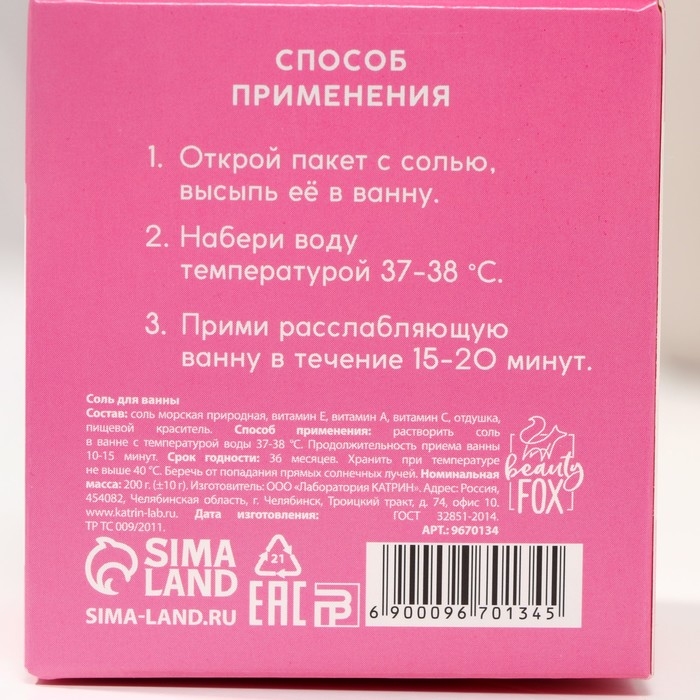 СПОСОБ
ПРИМЕНЕНИЯ
1. Открой пакет с солью,
высыпь её в ванну.
2. Набери воду
температурой 37-38 °С.
3. Прими расслабляющую
ванну в течение 15-20 минут.
Соль для ванны
Состав: соль морская природная, витамин Е, витамин А, витамин С, отдушка,
пищевой краситель. Способ применения: растворить соль
в ванне с температурой воды 37-38 °С. Продолжительность приема ванны
10-15 минут. Срок годности: 36 месяцев. Хранить при температуре
не выше 40 °С. Беречь от попадания прямых солнечных лучей. Номинальная
масса: 200 г. (±10 г). Изготовитель: ООО «Лаборатория КАТРИН». Адрес: Россия,
454082, Челябинская область, г. Челябинск, Троицкий тракт, д. 74, офис 10.
www.katrin-lab.ru. Дата изготовления: ГОСТ 32851-2014.
ТР ТС 009/2011. АРТ.: 9670134
beauty
FOX
SIMA
LAND
SIMA-LAND.RU
21
EAC
РБ
6 900096 701345